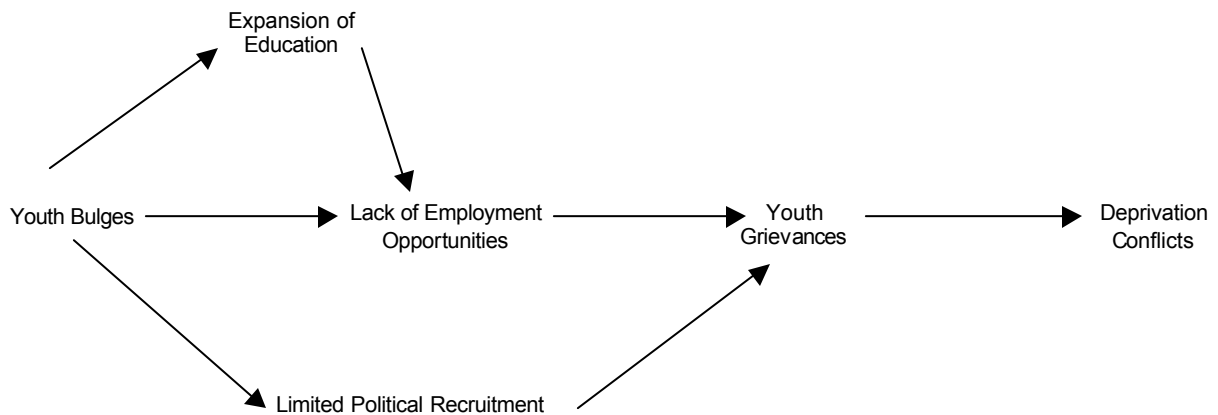 Expansion of
Education
Youth Bulges
Lack of Employment
Opportunities
Youth
Grievances
Deprivation
Conflicts
Limited Political Recruitment